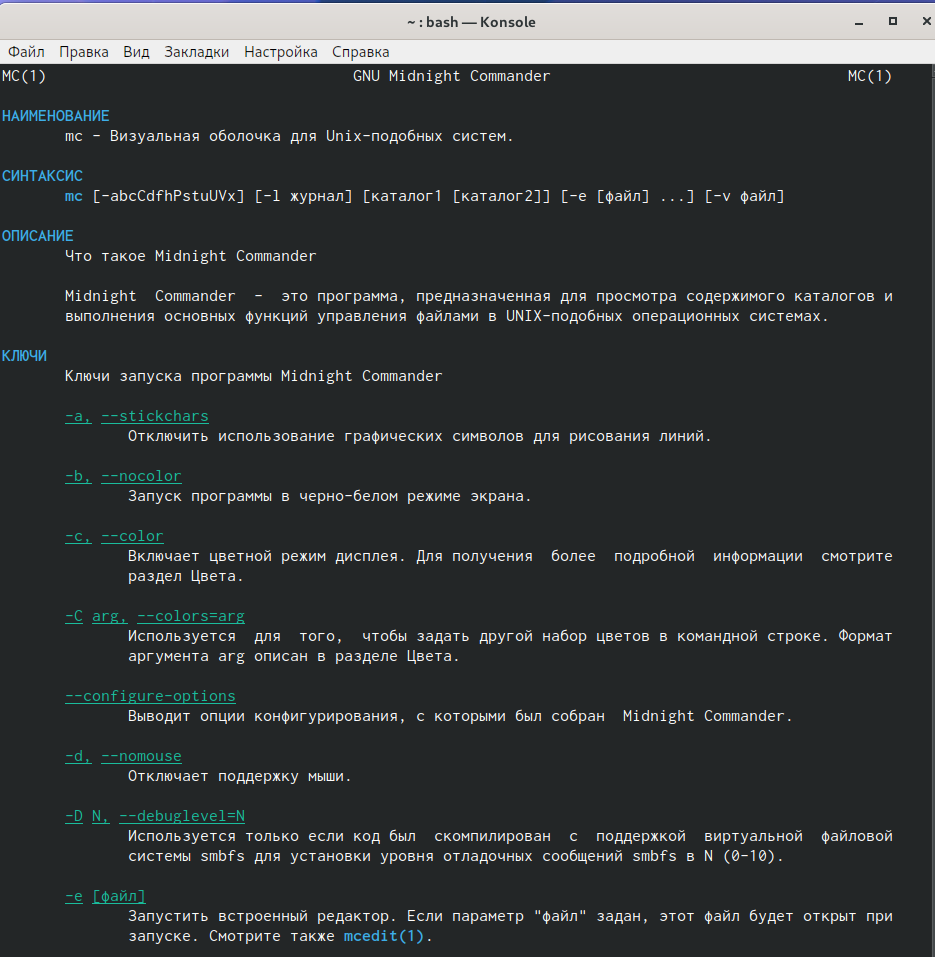 ~ : bash — Konsole
Файл Правка Вид Закладки Настройка Справка
MC(1) GNU Midnight Commander MC(1)
НАИМЕНОВАНИЕ
mc - Визуальная оболочка для Unix-подобных систем.
СИНТАКСИС
mc [-abcCdfhPstuUVx] [-l журнал] [каталог1 [каталог2]] [-e [файл] ...] [-v файл]
ОПИСАНИЕ
Что такое Midnight Commander
Midnight Commander - это программа, предназначенная для просмотра содержимого каталогов и
выполнения основных функций управления файлами в UNIX-подобных операционных системах.
КЛЮЧИ
Ключи запуска программы Midnight Commander
-a, --stickchars
Отключить использование графических символов для рисования линий.
-b, --nocolor
Запуск программы в черно-белом режиме экрана.
-c, --color
Включает цветной режим дисплея. Для получения более подробной информации смотрите
раздел Цвета.
-C arg, --colors=arg
Используется для того, чтобы задать другой набор цветов в командной строке. Формат
аргумента arg описан в разделе Цвета.
--configure-options
Выводит опции конфигурирования, с которыми был собран Midnight Commander.
-d, --nomouse
Отключает поддержку мыши.
-D N, --debuglevel=N
Используется только если код был скомпилирован с поддержкой виртуальной файловой
системы smbfs для установки уровня отладочных сообщений smbfs в N (0-10).
-e [файл]
Запустить встроенный редактор. Если параметр "файл" задан, этот файл будет открыт при
запуске. Смотрите также mcedit(1).